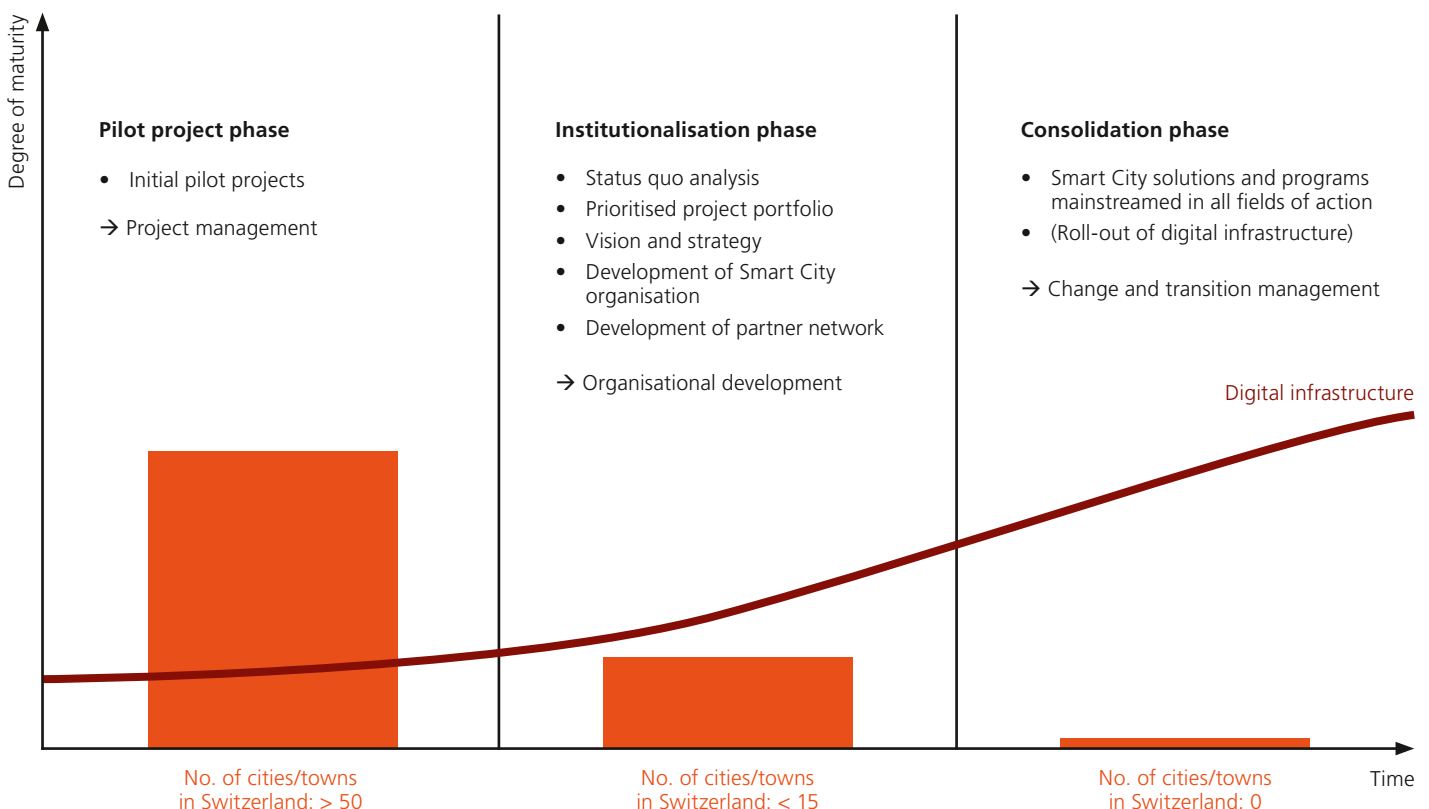 Degree of maturity
Pilot project phase
• Initial pilot projects
→ Project management
Institutionalisation phase
• Status quo analysis
• Prioritised project portfolio
• Vision and strategy
• Development of Smart City
organisation
• Development of partner network
→ Organisational development
Consolidation phase
• Smart City solutions and programs
mainstreamed in all fields of action
• (Roll-out of digital infrastructure)
→ Change and transition management
Digital infrastructure
No. of cities/towns
in Switzerland: > 50
No. of cities/towns
in Switzerland: < 15
No. of cities/towns
in Switzerland: 0
Time